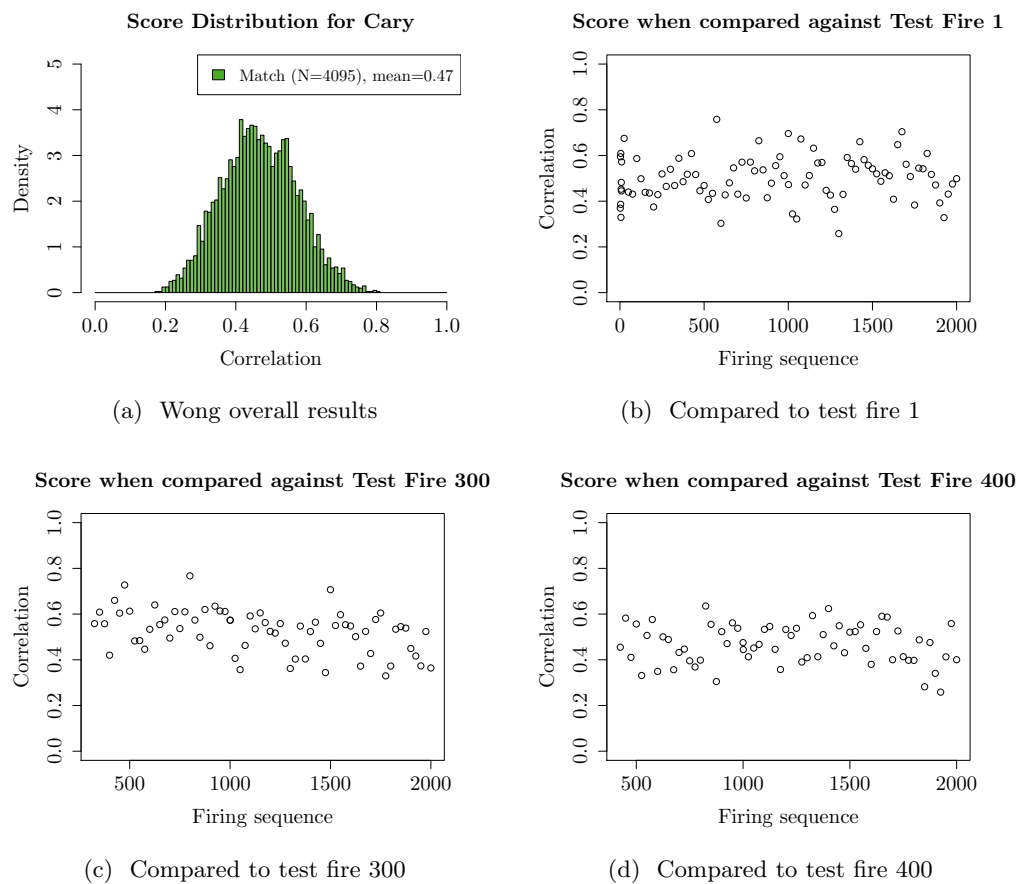 Score Distribution for Cary
Match (N=4095), mean=0.47
Density
0 1 2 3 4 5
0.0 0.2 0.4 0.6 0.8 1.0
Correlation
(a) Wong overall results
Score when compared against Test Fire 1
Correlation
0.0 0.2 0.4 0.6 0.8 1.0
0 500 1000 1500 2000
Firing sequence
(b) Compared to test fire 1
Score when compared against Test Fire 300
Correlation
0.0 0.2 0.4 0.6 0.8 1.0
500 1000 1500 2000
Firing sequence
(c) Compared to test fire 300
Score when compared against Test Fire 400
Correlation
0.0 0.2 0.4 0.6 0.8 1.0
500 1000 1500 2000
Firing sequence
(d) Compared to test fire 400